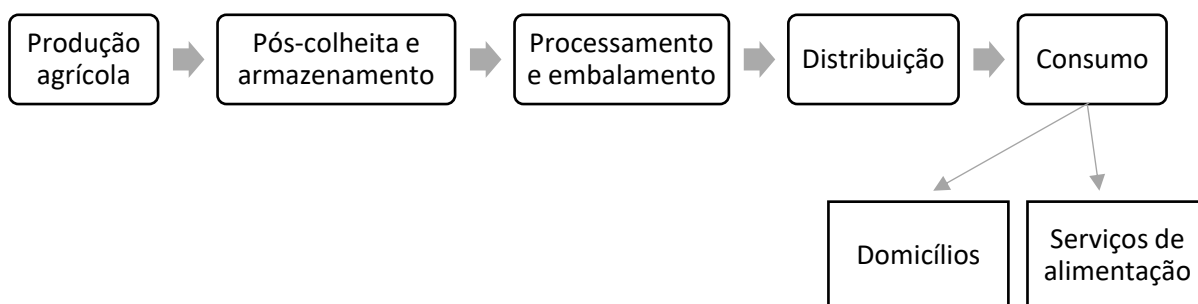 Produção
agrícola
Pós-colheita e
armazenamento
Processamento
e embalamento
Distribuição
Consumo
Domicílios
Serviços de
alimentação